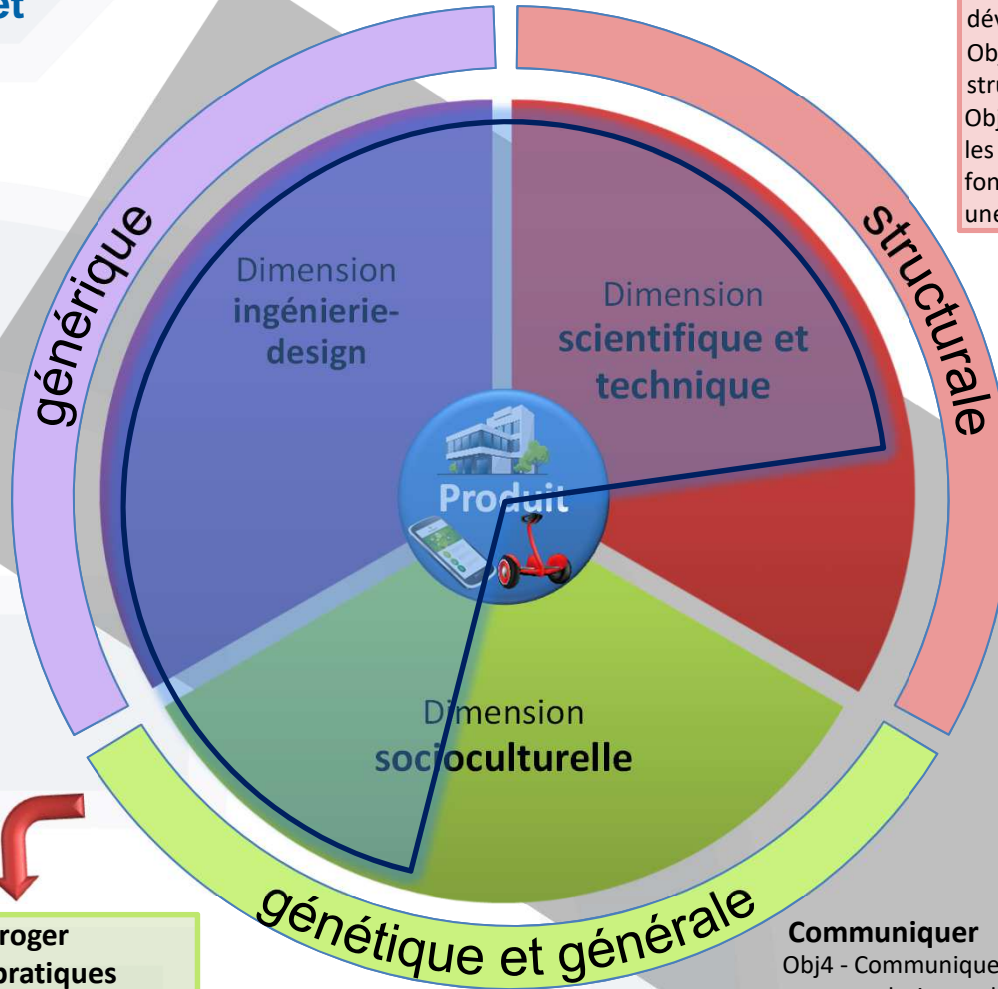 et
dév
Obj
stru
Obj
les
fon
une
générique
structurale
Dimension
ingénierie-
design
Dimension
scientifique et
technique
Produit
Dimension
socioculturelle
génétique et générale
roger
pratiques
Communiquer
Obj4 - Communique